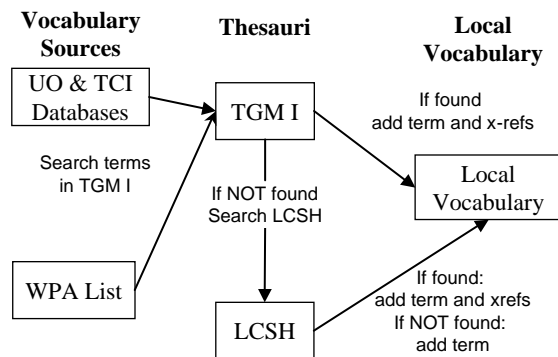 Vocabulary
Sources
Thesauri
Local
Vocabulary
UO & TCI
Databases
TGM I
If found
add term and x-refs
Search terms
in TGM I
If NOT found
Search LCSH
Local
Vocabulary
WPA List
LCSH
If found:
add term and xrefs
If NOT found:
add term